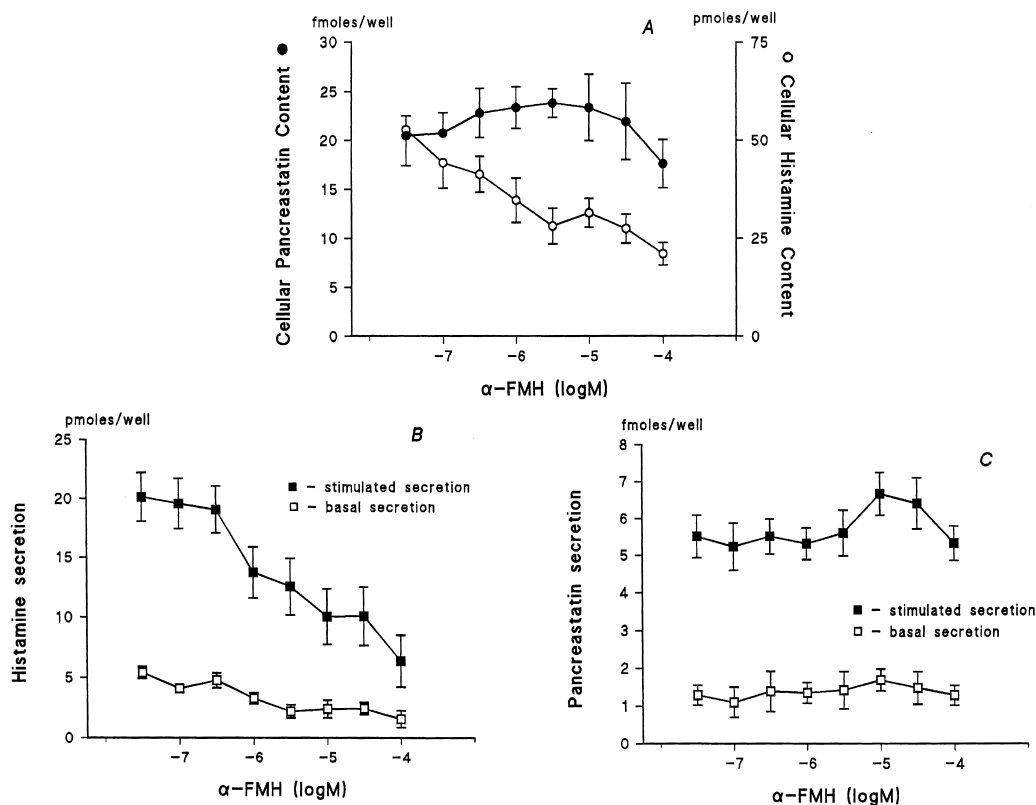 A
fmoles/well
pmoles/well
● Cellular Pancreastatin Content
30
25
20
15
10
5
0
75
50
25
0
○ Cellular Histamine Content
-7
-6
-5
-4
α-FMH (logM)
B
pmoles/well
Histamine secretion
25
20
15
10
5
0
■ - stimulated secretion
□ - basal secretion
-7
-6
-5
-4
α-FMH (logM)
C
fmoles/well
Pancreastatin secretion
8
7
6
5
4
3
2
1
0
■ - stimulated secretion
□ - basal secretion
-7
-6
-5
-4
α-FMH (logM)